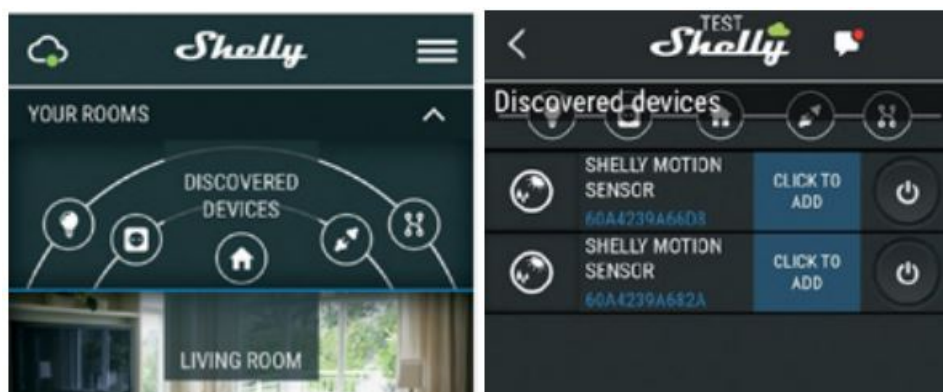 Shelly
YOUR ROOMS
DISCOVERED
DEVICES
LIVING ROOM
TEST
Shelly
Discovered devices
SHELLY MOTION
SENSOR
60A4239A66D8
CLICK TO
ADD
SHELLY MOTION
SENSOR
60A4239A682A
CLICK TO
ADD